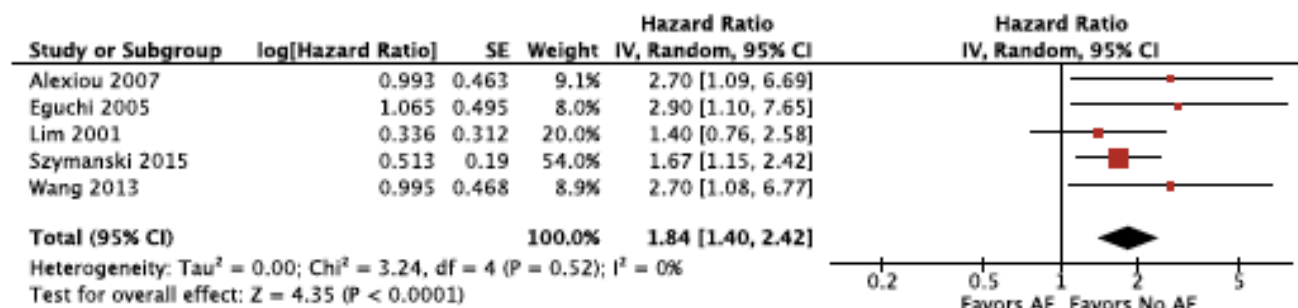 Hazard Ratio Hazard Ratio
Study or Subgroup log[Hazard Ratio] SE Weight IV, Random, 95% CI IV, Random, 95% CI
Alexiou 2007 0.993 0.463 9.1% 2.70 [1.09, 6.69]
Eguchi 2005 1.065 0.495 8.0% 2.90 [1.10, 7.65]
Lim 2001 0.336 0.312 20.0% 1.40 [0.76, 2.58]
Szymanski 2015 0.513 0.19 54.0% 1.67 [1.15, 2.42]
Wang 2013 0.995 0.468 8.9% 2.70 [1.08, 6.77]
Total (95% CI) 100.0% 1.84 [1.40, 2.42]
Heterogeneity: Tau² = 0.00; Chi² = 3.24, df = 4 (P = 0.52); I² = 0%
Test for overall effect: Z = 4.35 (P < 0.0001)
0.2 0.5 1 2 5
Favors AF Favors No AF